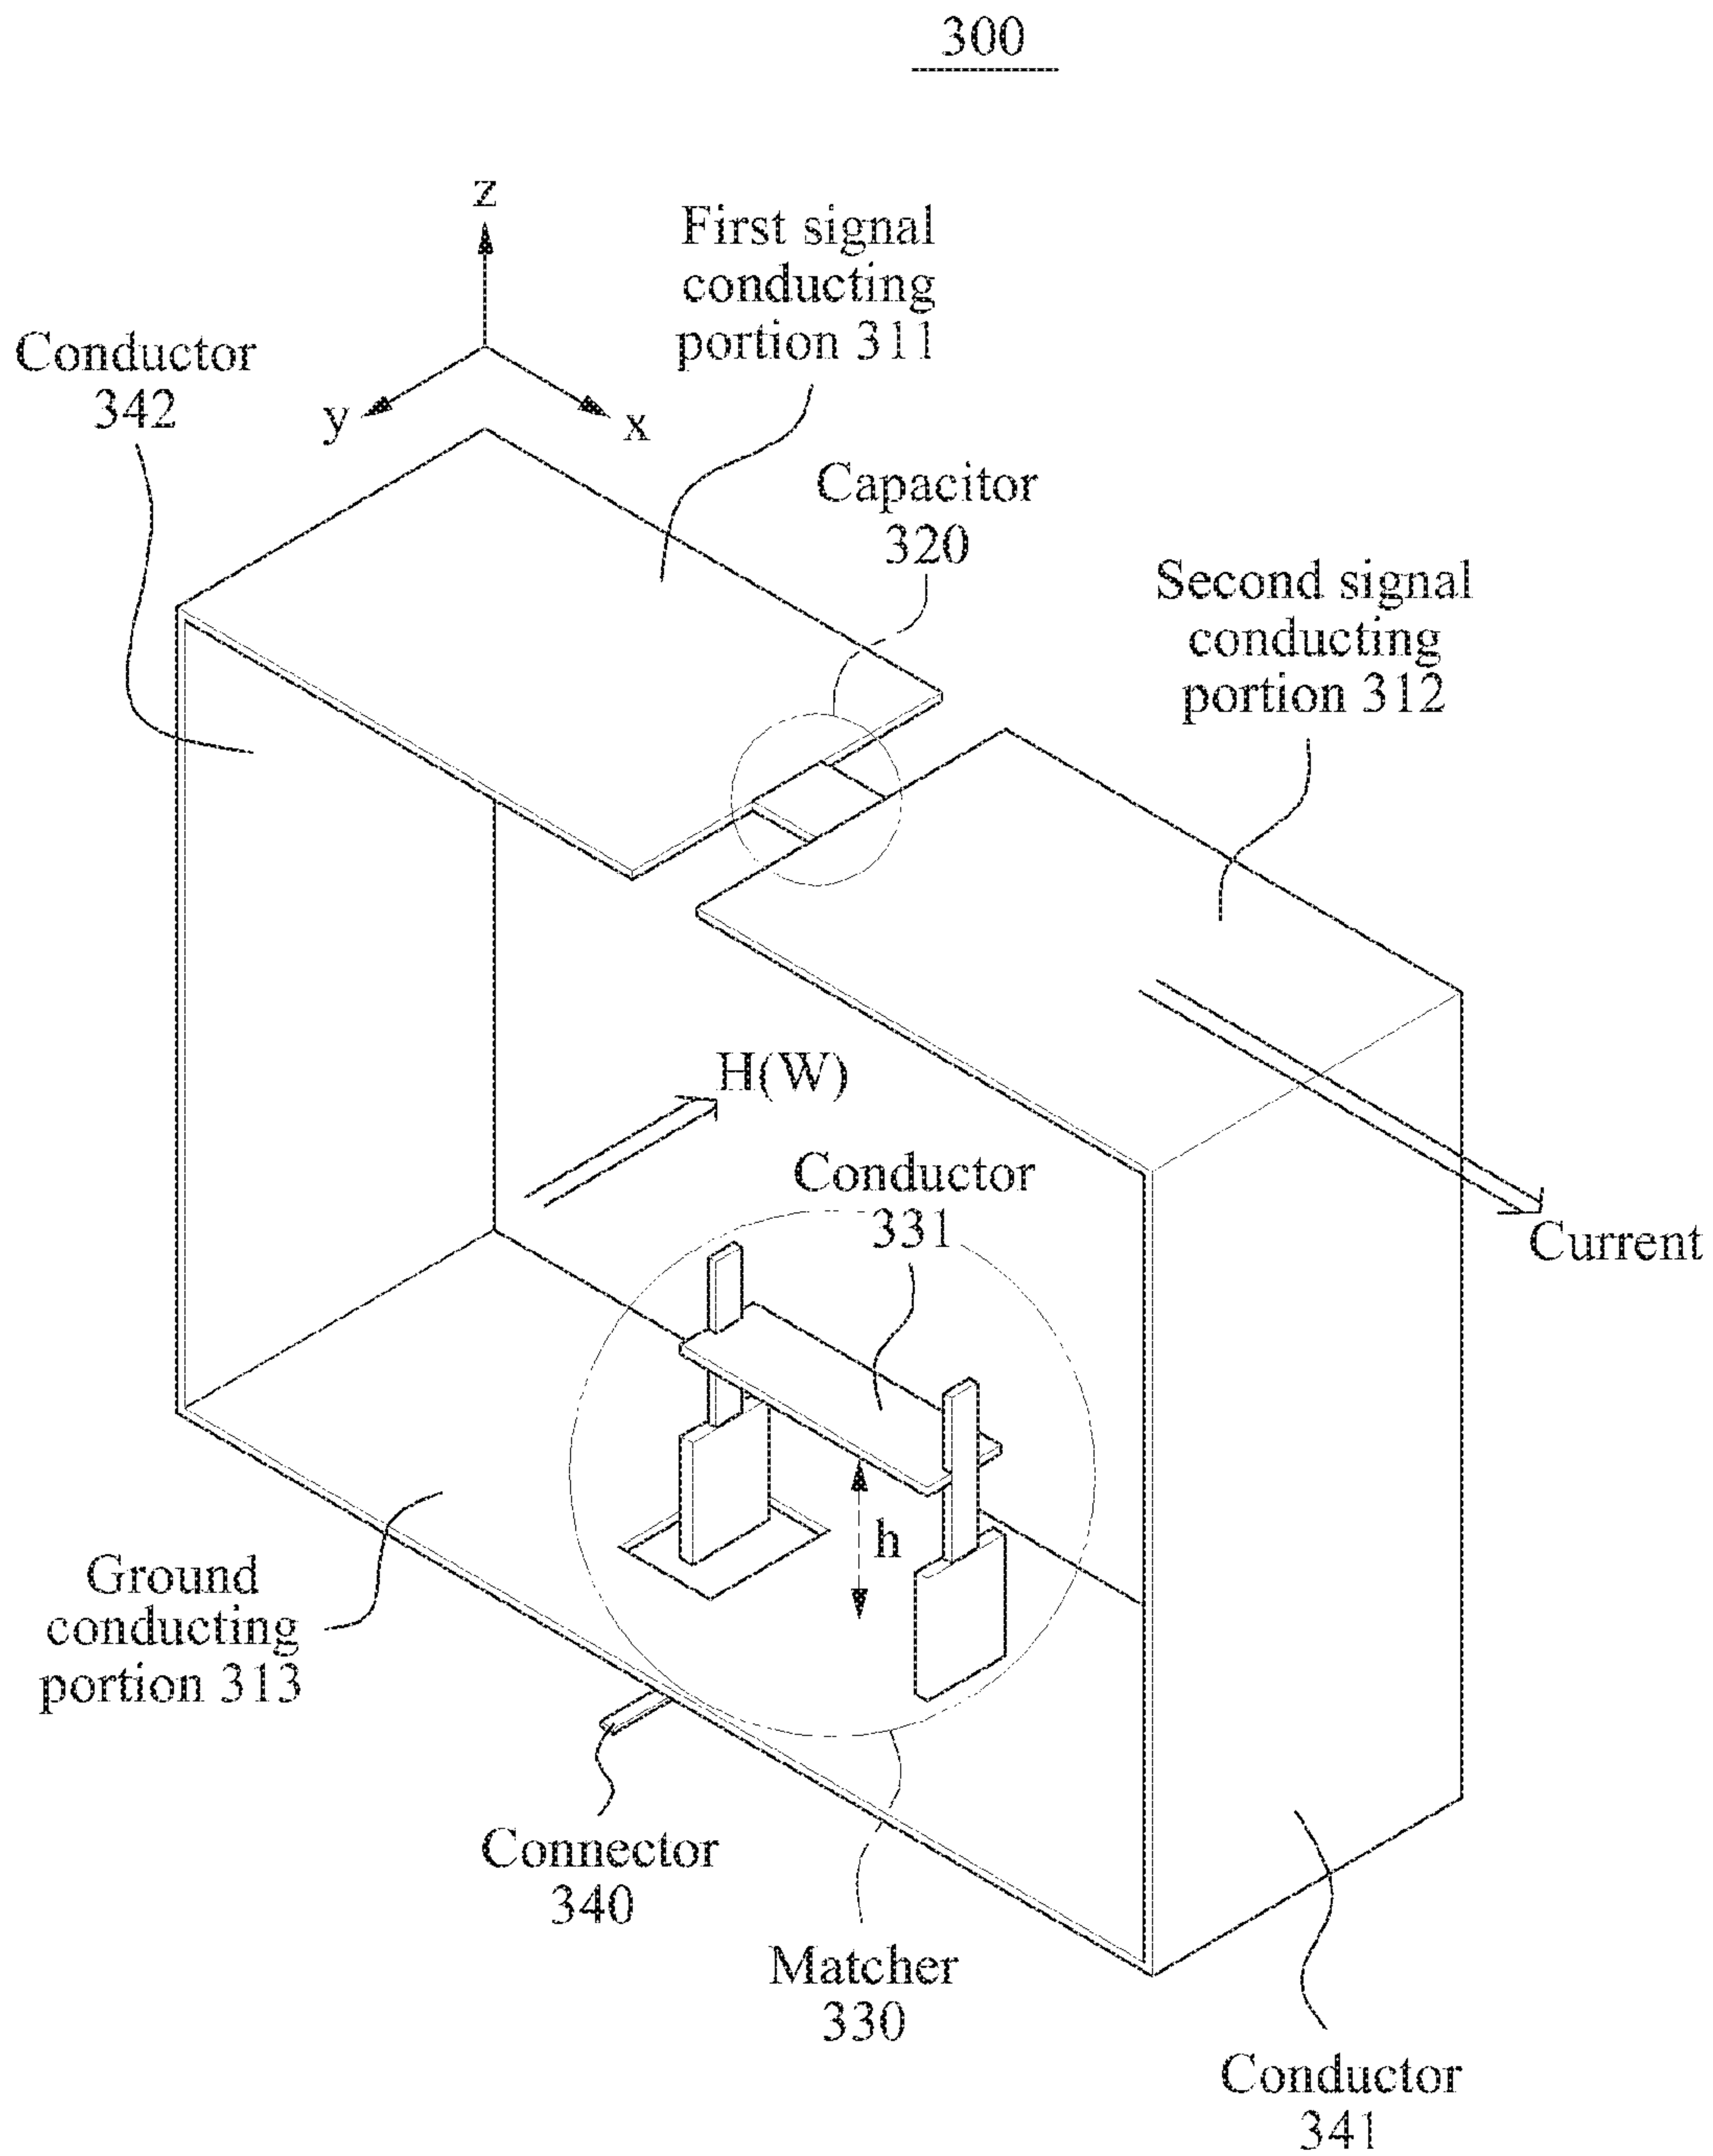 300
z
First signal
conducting
portion 311
Conductor
342
y
x
Capacitor
320
Second signal
conducting
portion 312
H(W)
Conductor
331
Current
h
Ground
conducting
portion 313
Connector
340
Matcher
330
Conductor
341